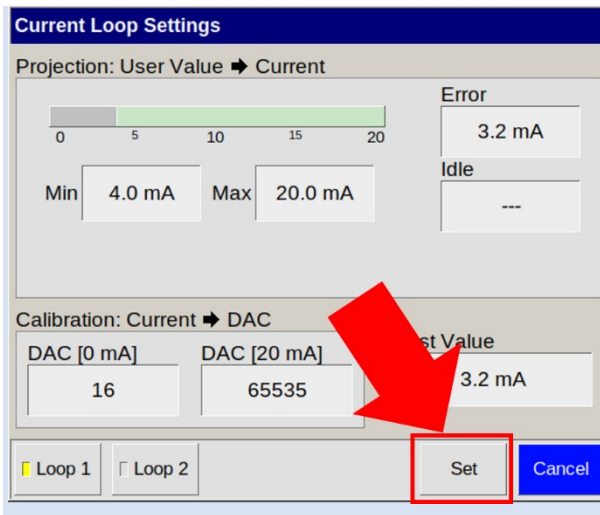 Current Loop Settings
Projection: User Value ➡ Current
Error
3.2 mA
0 5 10 15 20
Idle
Min 4.0 mA Max 20.0 mA
---
Calibration: Current ➡ DAC
DAC [0 mA] DAC [20 mA]
Value
16 65535 3.2 mA
Loop 1 Loop 2 Set Cancel